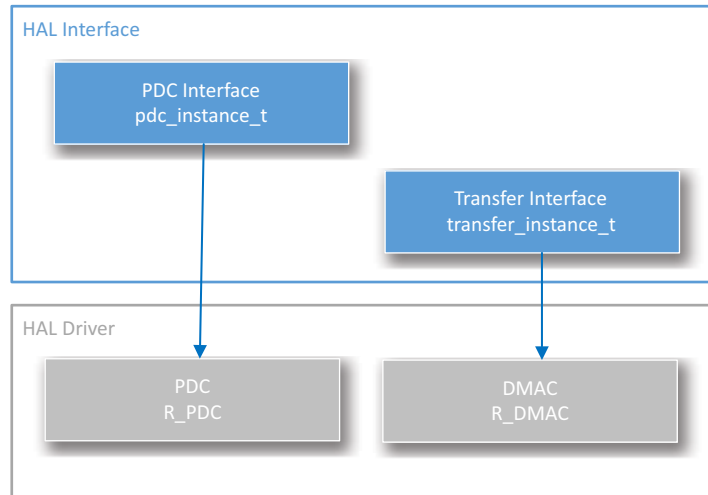 HAL Interface
PDC Interface
pdc_instance_t
Transfer Interface
transfer_instance_t
HAL Driver
PDC
R_PDC
DMAC
R_DMAC